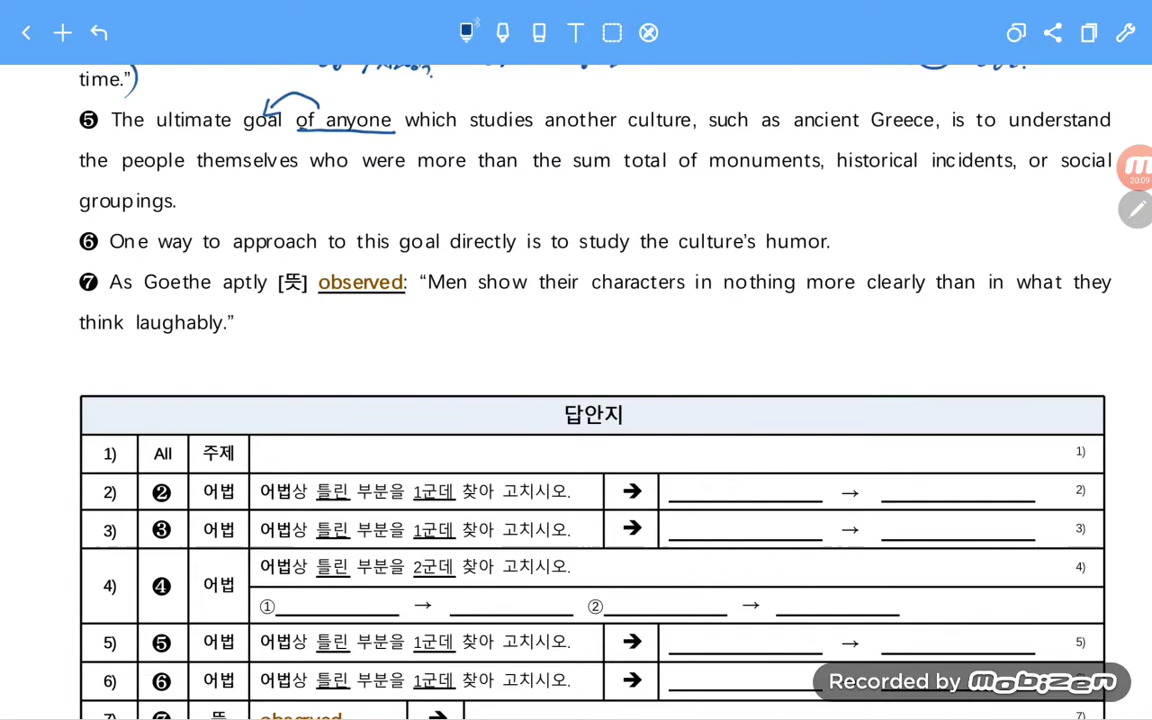 time.”)
❺ The ultimate goal of anyone which studies another culture, such as ancient Greece, is to understand
the people themselves who were more than the sum total of monuments, historical incidents, or social
groupings.
❻ One way to approach to this goal directly is to study the culture’s humor.
❼ As Goethe aptly [뜻] observed: “Men show their characters in nothing more clearly than in what they
think laughably.”
20:09
답안지
1) All 주제 1)
2) ❷ 어법 어법상 틀린 부분을 1군데 찾아 고치시오. ➔ → 2)
3) ❸ 어법 어법상 틀린 부분을 1군데 찾아 고치시오. ➔ → 3)
4) ❹ 어법 어법상 틀린 부분을 2군데 찾아 고치시오. 4)
① → ② →
5) ❺ 어법 어법상 틀린 부분을 1군데 찾아 고치시오. ➔ → 5)
6) ❻ 어법 어법상 틀린 부분을 1군데 찾아 고치시오. ➔
Recorded by mobizen
7) ❼ 뜻 observed ➔ 7)